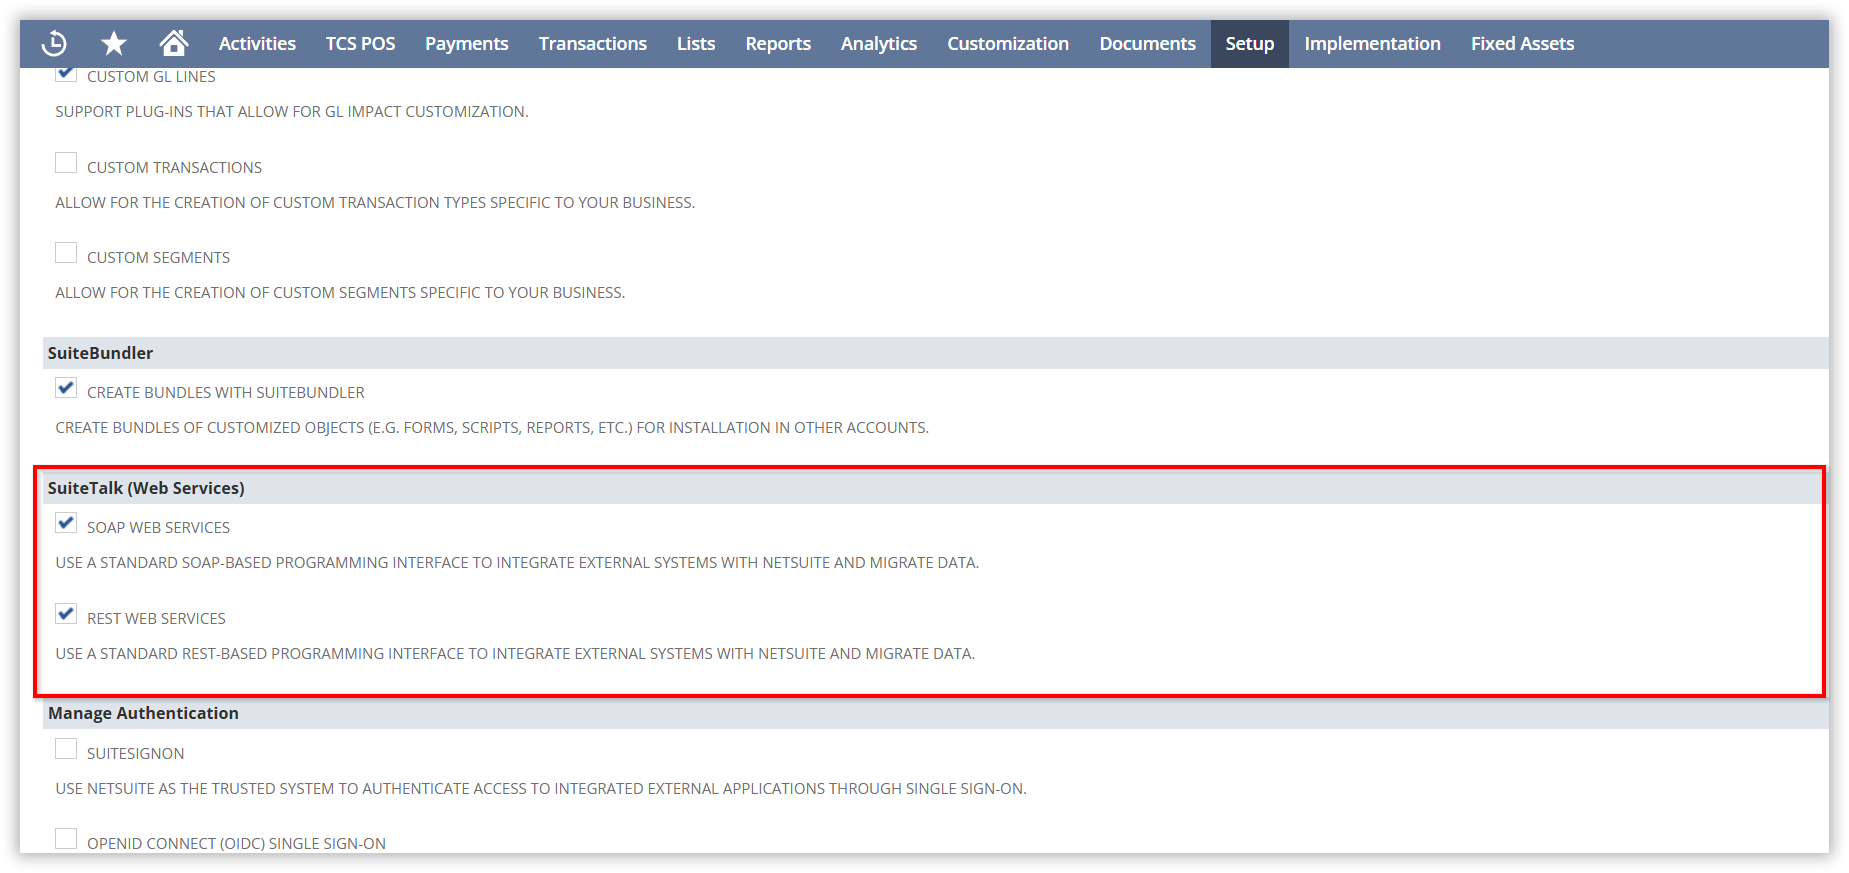 Activities TCS POS Payments Transactions Lists Reports Analytics Customization Documents Setup Implementation Fixed Assets
CUSTOM GL LINES
SUPPORT PLUG-INS THAT ALLOW FOR GL IMPACT CUSTOMIZATION.
CUSTOM TRANSACTIONS
ALLOW FOR THE CREATION OF CUSTOM TRANSACTION TYPES SPECIFIC TO YOUR BUSINESS.
CUSTOM SEGMENTS
ALLOW FOR THE CREATION OF CUSTOM SEGMENTS SPECIFIC TO YOUR BUSINESS.
SuiteBundler
CREATE BUNDLES WITH SUITEBUNDLER
CREATE BUNDLES OF CUSTOMIZED OBJECTS (E.G. FORMS, SCRIPTS, REPORTS, ETC.) FOR INSTALLATION IN OTHER ACCOUNTS.
SuiteTalk (Web Services)
SOAP WEB SERVICES
USE A STANDARD SOAP-BASED PROGRAMMING INTERFACE TO INTEGRATE EXTERNAL SYSTEMS WITH NETSUITE AND MIGRATE DATA.
REST WEB SERVICES
USE A STANDARD REST-BASED PROGRAMMING INTERFACE TO INTEGRATE EXTERNAL SYSTEMS WITH NETSUITE AND MIGRATE DATA.
Manage Authentication
SUITESIGNON
USE NETSUITE AS THE TRUSTED SYSTEM TO AUTHENTICATE ACCESS TO INTEGRATED EXTERNAL APPLICATIONS THROUGH SINGLE SIGN-ON.
OPENID CONNECT (OIDC) SINGLE SIGN-ON